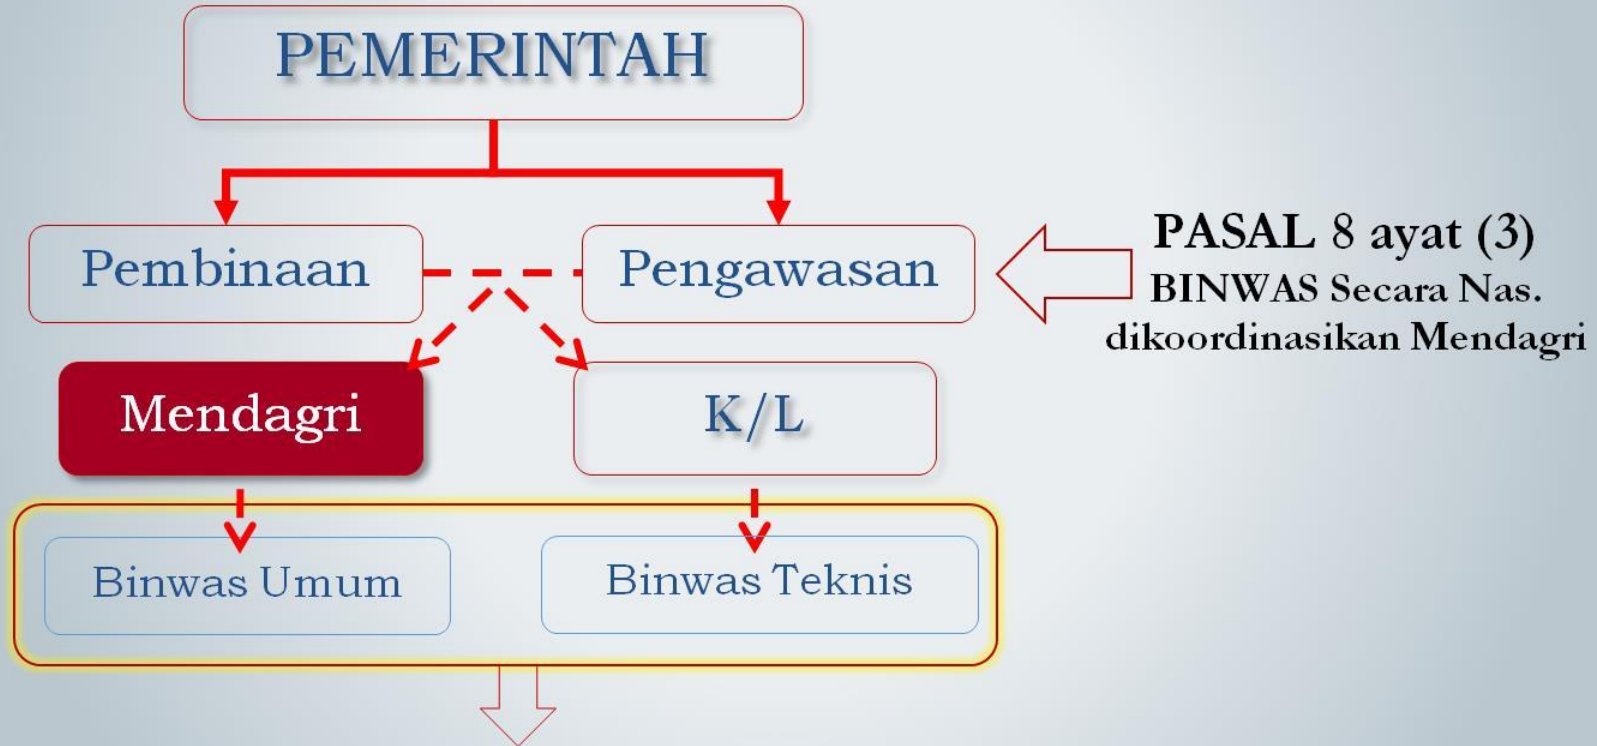 PEMERINTAH
Pembinaan
Pengawasan
PASAL 8 ayat (3)
BINWAS Secara Nas.
dikoordinasikan Mendagri
Mendagri
K/L
Binwas Umum
Binwas Teknis